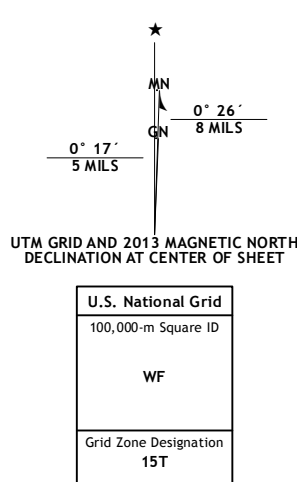 ★
MN
GN
0° 26´
8 MILS
0° 17´
5 MILS
UTM GRID AND 2013 MAGNETIC NORTH
DECLINATION AT CENTER OF SHEET
U.S. National Grid
100,000-m Square ID
WF
Grid Zone Designation
15T